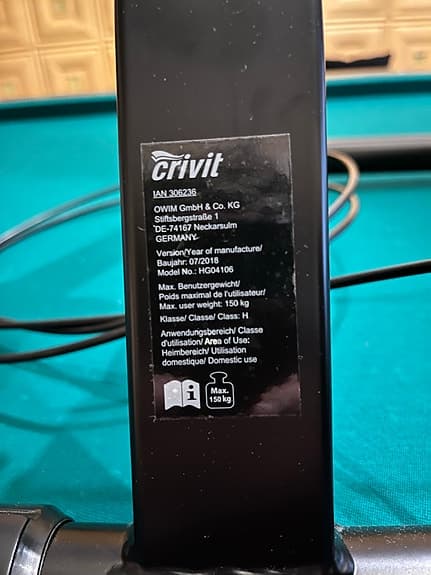 crivit
IAN 306236
OWIM GmbH & Co. KG
Stiftsbergstraße 1
DE-74167 Neckarsulm
GERMANY
Version/Year of manufacture/
Baujahr: 07/2018
Model No.: HG04106
Max. Benutzergewicht/
Poids maximal de l'utilisateur/
Max. user weight: 150 kg
Klasse/ Classe/ Class: H
Anwendungsbereich/ Classe
d'utilisation/ Area of Use:
Heimbereich/ Utilisation
domestique/ Domestic use
i
Max.
150 kg